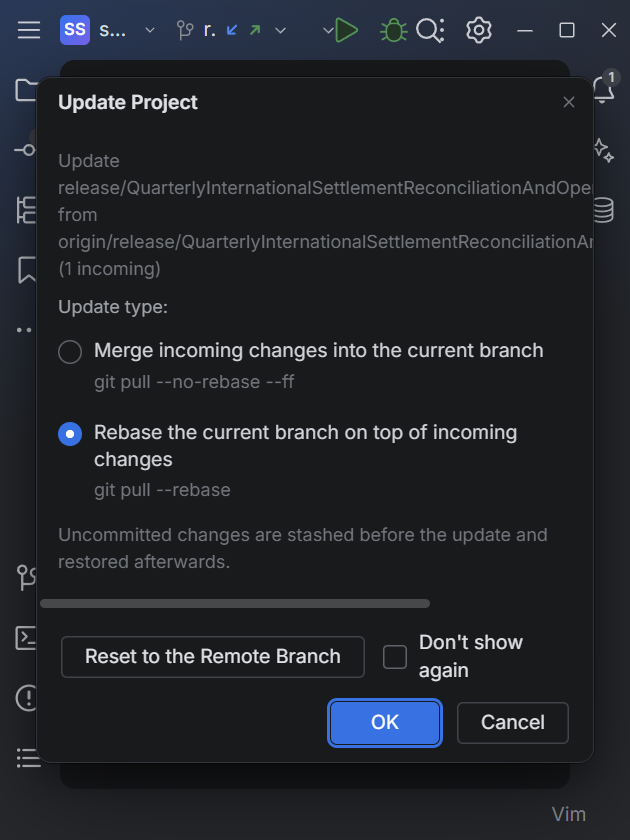 SS s... r.
1
Update Project
Update
release/QuarterlyInternationalSettlementReconciliationAndOpe
from
origin/release/QuarterlyInternationalSettlementReconciliationAn
(1 incoming)
Update type:
Merge incoming changes into the current branch
git pull --no-rebase --ff
Rebase the current branch on top of incoming
changes
git pull --rebase
Uncommitted changes are stashed before the update and
restored afterwards.
Reset to the Remote Branch
Don't show
again
OK Cancel
Vim